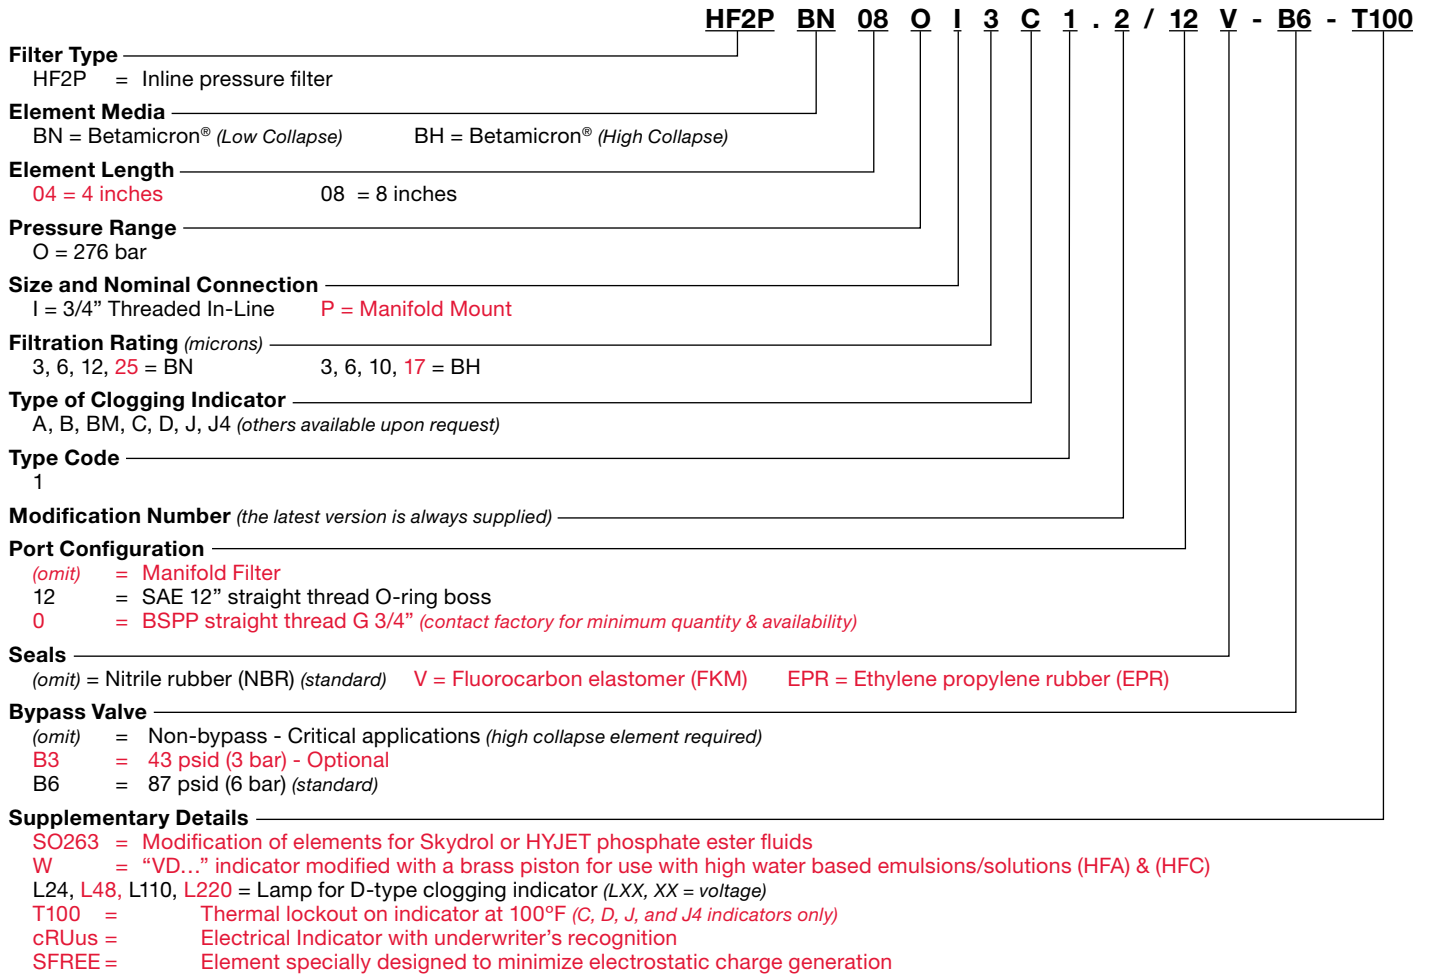 HF2P BN 08 O I 3 C 1 . 2 / 12 V - B6 - T100
Filter Type
HF2P = Inline pressure filter
Element Media
BN = Betamicron® (Low Collapse) BH = Betamicron® (High Collapse)
Element Length
04 = 4 inches 08 = 8 inches
Pressure Range
O = 276 bar
Size and Nominal Connection
I = 3/4” Threaded In-Line P = Manifold Mount
Filtration Rating (microns)
3, 6, 12, 25 = BN 3, 6, 10, 17 = BH
Type of Clogging Indicator
A, B, BM, C, D, J, J4 (others available upon request)
Type Code
1
Modification Number (the latest version is always supplied)
Port Configuration
(omit) = Manifold Filter
12 = SAE 12” straight thread O-ring boss
0 = BSPP straight thread G 3/4” (contact factory for minimum quantity & availability)
Seals
(omit) = Nitrile rubber (NBR) (standard) V = Fluorocarbon elastomer (FKM) EPR = Ethylene propylene rubber (EPR)
Bypass Valve
(omit) = Non-bypass - Critical applications (high collapse element required)
B3 = 43 psid (3 bar) - Optional
B6 = 87 psid (6 bar) (standard)
Supplementary Details
SO263 = Modification of elements for Skydrol or HYJET phosphate ester fluids
W = “VD…” indicator modified with a brass piston for use with high water based emulsions/solutions (HFA) & (HFC)
L24, L48, L110, L220 = Lamp for D-type clogging indicator (LXX, XX = voltage)
T100 = Thermal lockout on indicator at 100ºF (C, D, J, and J4 indicators only)
cRUus = Electrical Indicator with underwriter’s recognition
SFREE = Element specially designed to minimize electrostatic charge generation